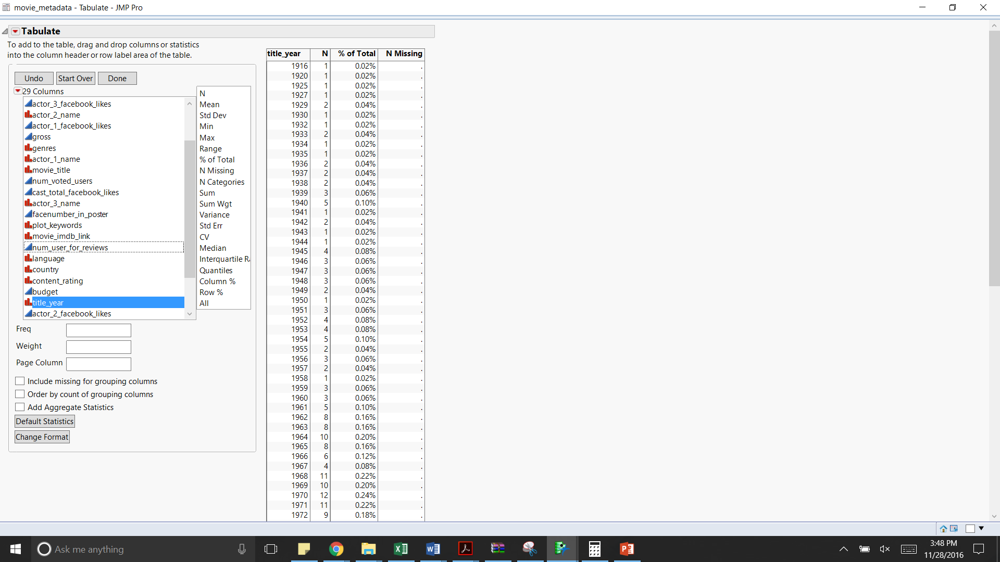 movie_metadata - Tabulate - JMP Pro
Tabulate
To add to the table, drag and drop columns or statistics
into the column header or row label area of the table.
Undo Start Over Done
29 Columns
actor_3_facebook_likes
actor_2_name
actor_1_facebook_likes
gross
genres
actor_1_name
movie_title
num_voted_users
cast_total_facebook_likes
actor_3_name
facenumber_in_poster
plot_keywords
movie_imdb_link
num_user_for_reviews
language
country
content_rating
budget
title_year
actor_2_facebook_likes
N
Mean
Std Dev
Min
Max
Range
% of Total
N Missing
N Categories
Sum
Sum Wgt
Variance
Std Err
CV
Median
Interquartile Ra
Quantiles
Column %
Row %
All
Freq
Weight
Page Column
Include missing for grouping columns
Order by count of grouping columns
Add Aggregate Statistics
Default Statistics
Change Format
title_year N % of Total N Missing
1916 1 0.02% .
1920 1 0.02% .
1925 1 0.02% .
1927 1 0.02% .
1929 2 0.04% .
1930 1 0.02% .
1932 1 0.02% .
1933 2 0.04% .
1934 1 0.02% .
1935 1 0.02% .
1936 2 0.04% .
1937 2 0.04% .
1938 2 0.04% .
1939 3 0.06% .
1940 5 0.10% .
1941 1 0.02% .
1942 2 0.04% .
1943 1 0.02% .
1944 1 0.02% .
1945 4 0.08% .
1946 3 0.06% .
1947 3 0.06% .
1948 3 0.06% .
1949 2 0.04% .
1950 1 0.02% .
1951 3 0.06% .
1952 4 0.08% .
1953 4 0.08% .
1954 5 0.10% .
1955 2 0.04% .
1956 3 0.06% .
1957 2 0.04% .
1958 1 0.02% .
1959 3 0.06% .
1960 3 0.06% .
1961 5 0.10% .
1962 8 0.16% .
1963 8 0.16% .
1964 10 0.20% .
1965 8 0.16% .
1966 6 0.12% .
1967 4 0.08% .
1968 11 0.22% .
1969 10 0.20% .
1970 12 0.24% .
1971 11 0.22% .
1972 9 0.18% .
Ask me anything
3:48 PM
11/28/2016